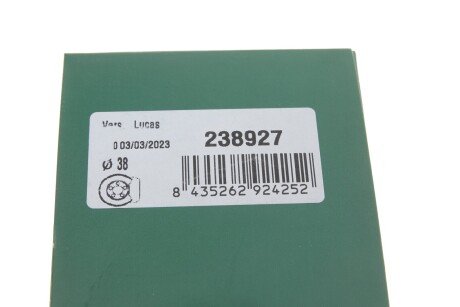 Vers. Lucas
0 03/03/2023 238927
Ø 38
8 435262 924252